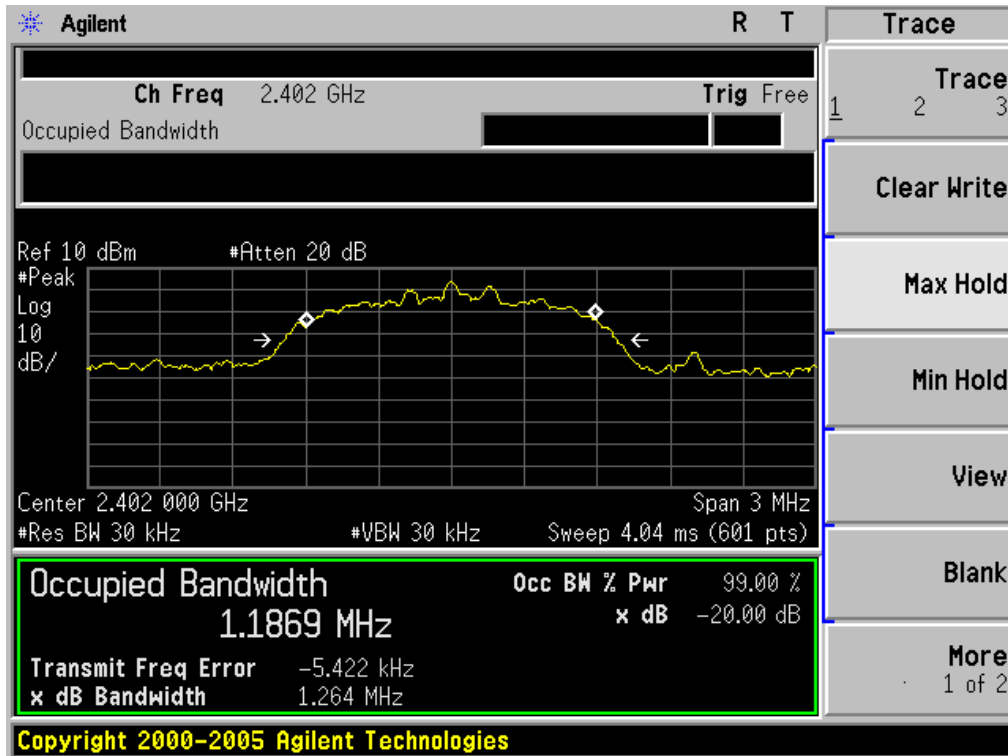 Agilent R T
Ch Freq 2.402 GHz Trig Free
Occupied Bandwidth
Ref 10 dBm #Atten 20 dB
#Peak
Log
10
dB/
Center 2.402 000 GHz Span 3 MHz
#Res BW 30 kHz #VBW 30 kHz Sweep 4.04 ms (601 pts)
Occupied Bandwidth Occ BW % Pwr 99.00 %
1.1869 MHz x dB -20.00 dB
Transmit Freq Error -5.422 kHz
x dB Bandwidth 1.264 MHz
Copyright 2000-2005 Agilent Technologies
Trace
Trace
1 2 3
Clear Write
Max Hold
Min Hold
View
Blank
More
1 of 2